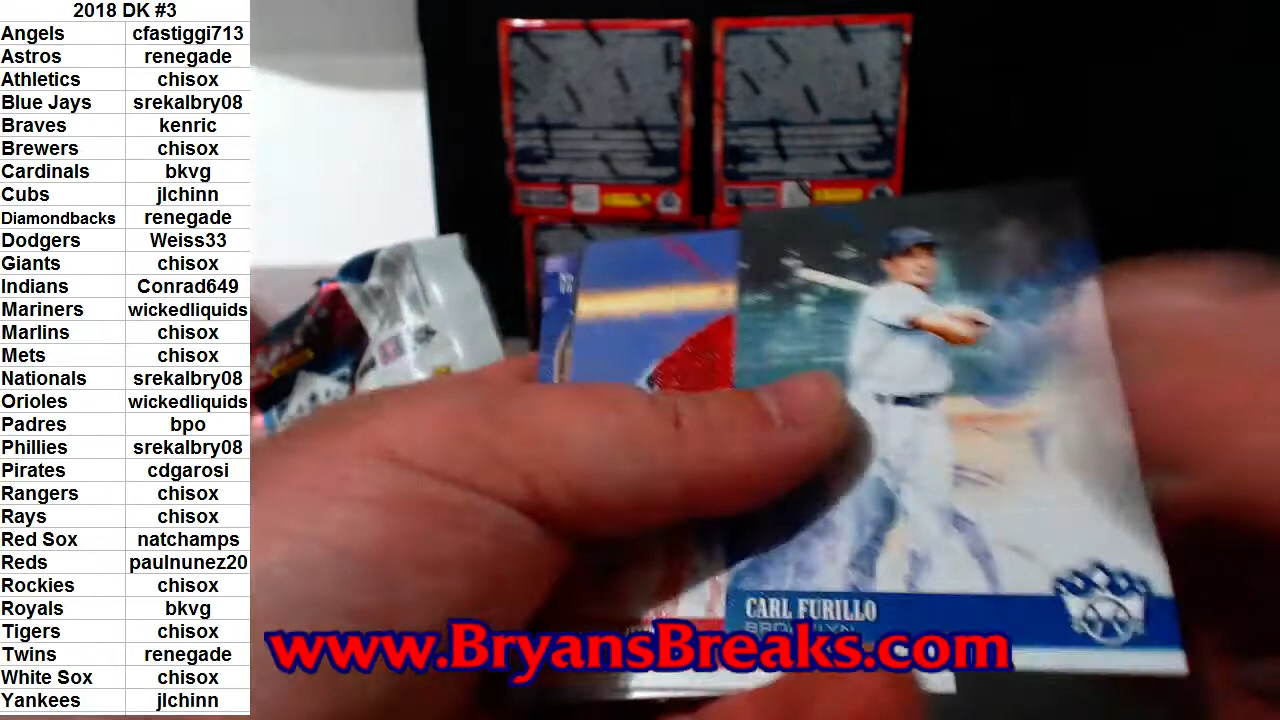 2018 DK #3
Angels cfastiggi713
Astros renegade
Athletics chisox
Blue Jays srekalbry08
Braves kenric
Brewers chisox
Cardinals bkvg
Cubs jlchinn
Diamondbacks renegade
Dodgers Weiss33
Giants chisox
Indians Conrad649
Mariners wickedliquids
Marlins chisox
Mets chisox
Nationals srekalbry08
Orioles wickedliquids
Padres bpo
Phillies srekalbry08
Pirates cdgarosi
Rangers chisox
Rays chisox
Red Sox natchamps
Reds paulnunez20
Rockies chisox
Royals bkvg
Tigers chisox
Twins renegade
White Sox chisox
Yankees jlchinn
CARL FURILLO
BROOKLYN
www.BryansBreaks.com